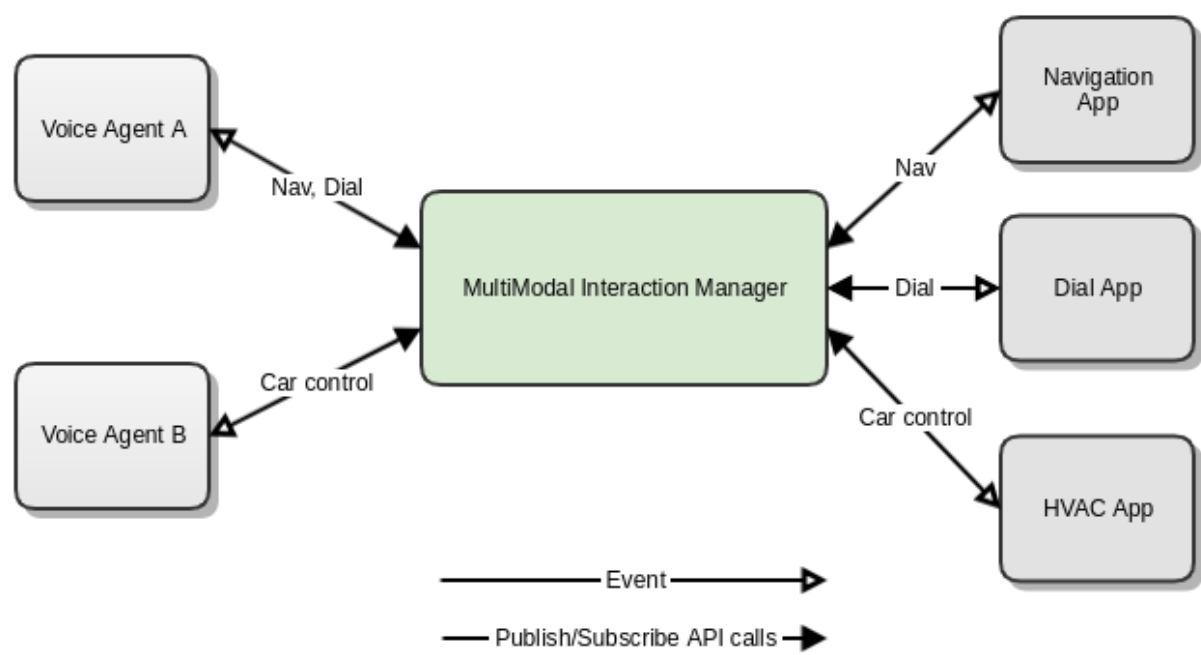 Voice Agent A
Nav, Dial
Voice Agent B
Car control
MultiModal Interaction Manager
Nav
Dial
Car control
Navigation
App
Dial App
HVAC App
Event
Publish/Subscribe API calls